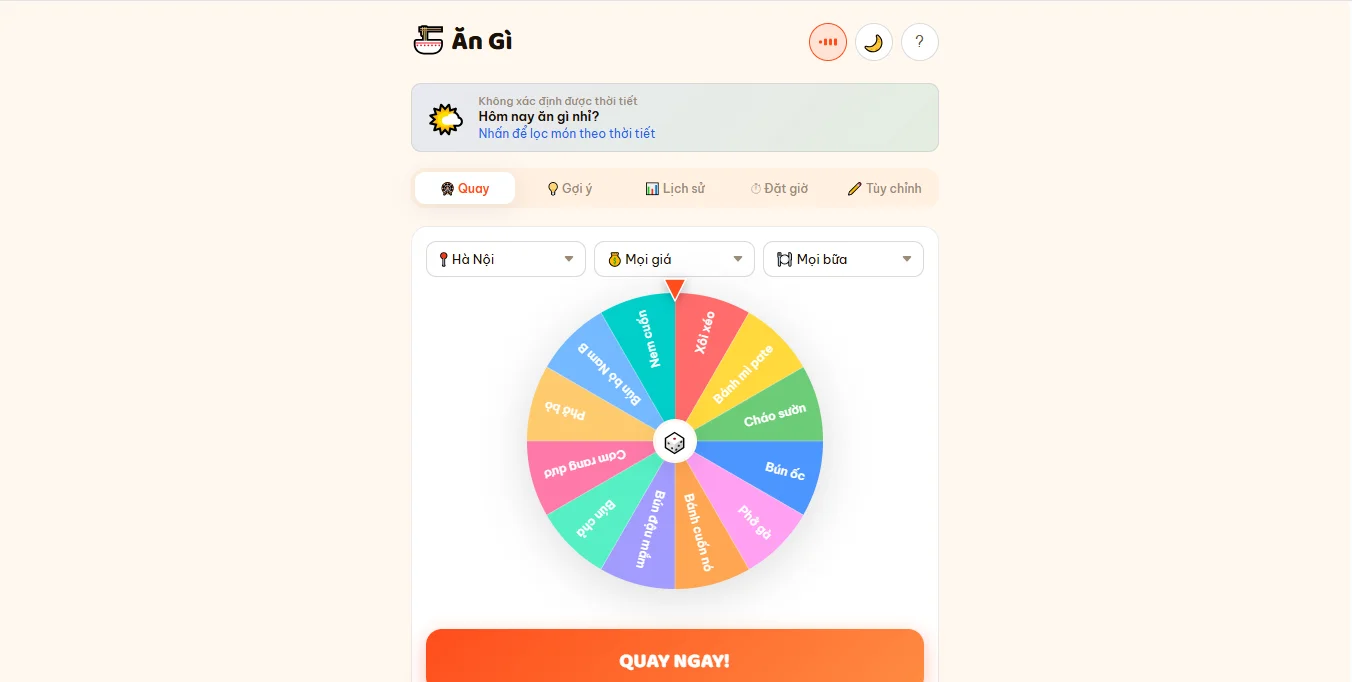 Ăn Gì
?
Không xác định được thời tiết
Hôm nay ăn gì nhỉ?
Nhấn để lọc món theo thời tiết
Quay
Gợi ý
Lịch sử
Đặt giờ
Tùy chỉnh
Hà Nội
Mọi giá
Mọi bữa
Xôi xéo
Bánh mì pate
Cháo sườn
Bún ốc
Phở gà
Bánh cuốn nó
Bún đậu mắm
Bún chả
Cơm rang dưa
Phở bò
Bún bò Nam B
Nem cuốn
QUAY NGAY!